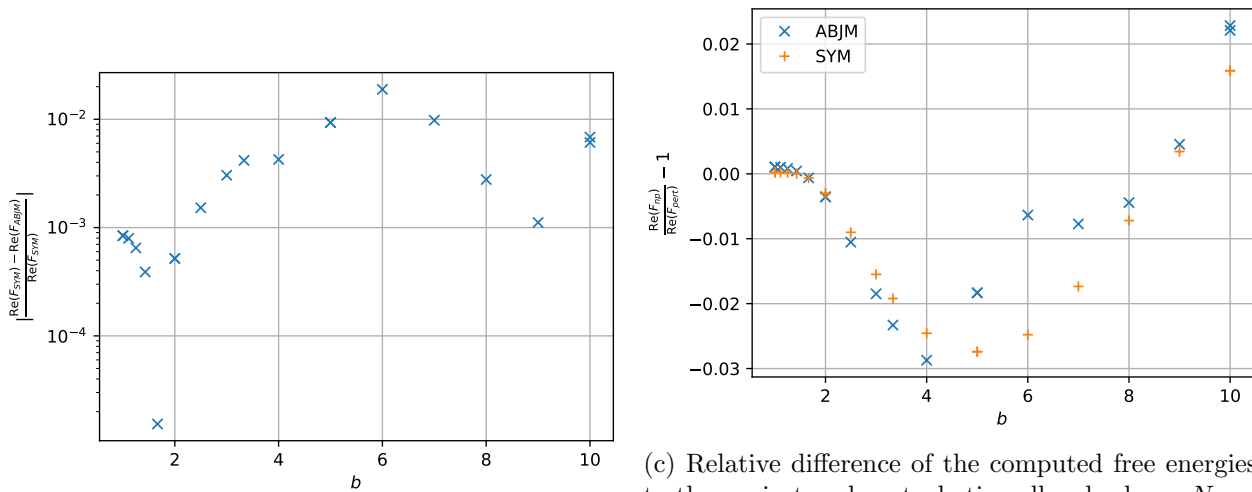 10⁻²
10⁻³
10⁻⁴
2 4 6 8 10
b
|Re(F_SYM) − Re(F_ABJM) / Re(F_SYM)|
ABJM
SYM
0.02
0.01
0.00
−0.01
−0.02
−0.03
2 4 6 8 10
b
Re(F_np) / Re(F_pert) − 1
(c) Relative difference of the computed free energies